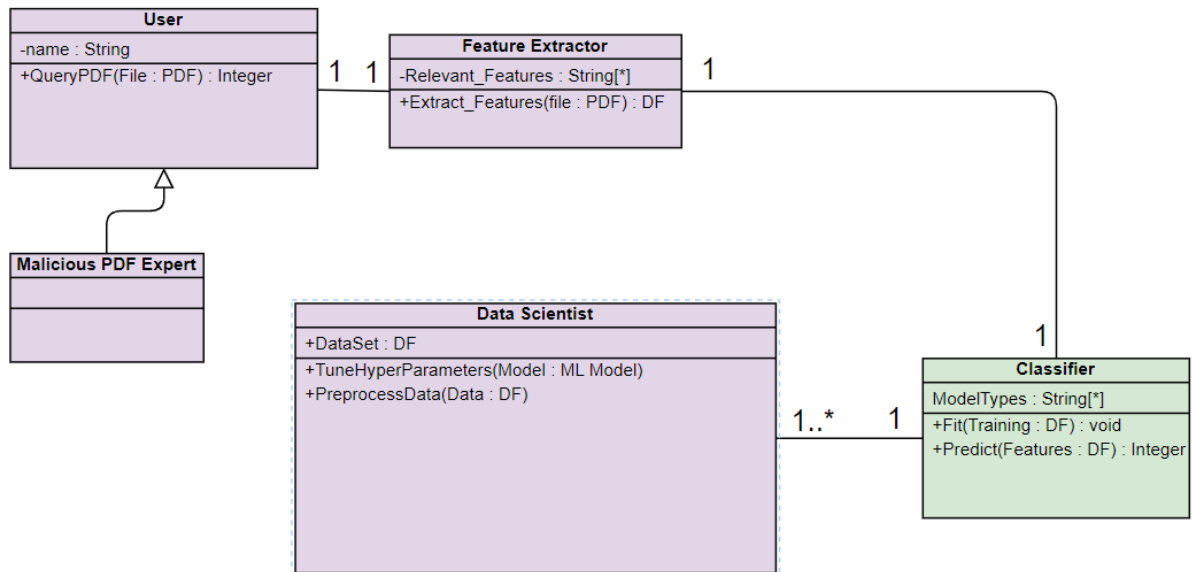 User
-name : String
+QueryPDF(File : PDF) : Integer
1
1
Feature Extractor
-Relevant_Features : String[*]
+Extract_Features(file : PDF) : DF
1
Malicious PDF Expert
Data Scientist
+DataSet : DF
+TuneHyperParameters(Model : ML Model)
+PreprocessData(Data : DF)
1..*
1
1
Classifier
ModelTypes : String[*]
+Fit(Training : DF) : void
+Predict(Features : DF) : Integer